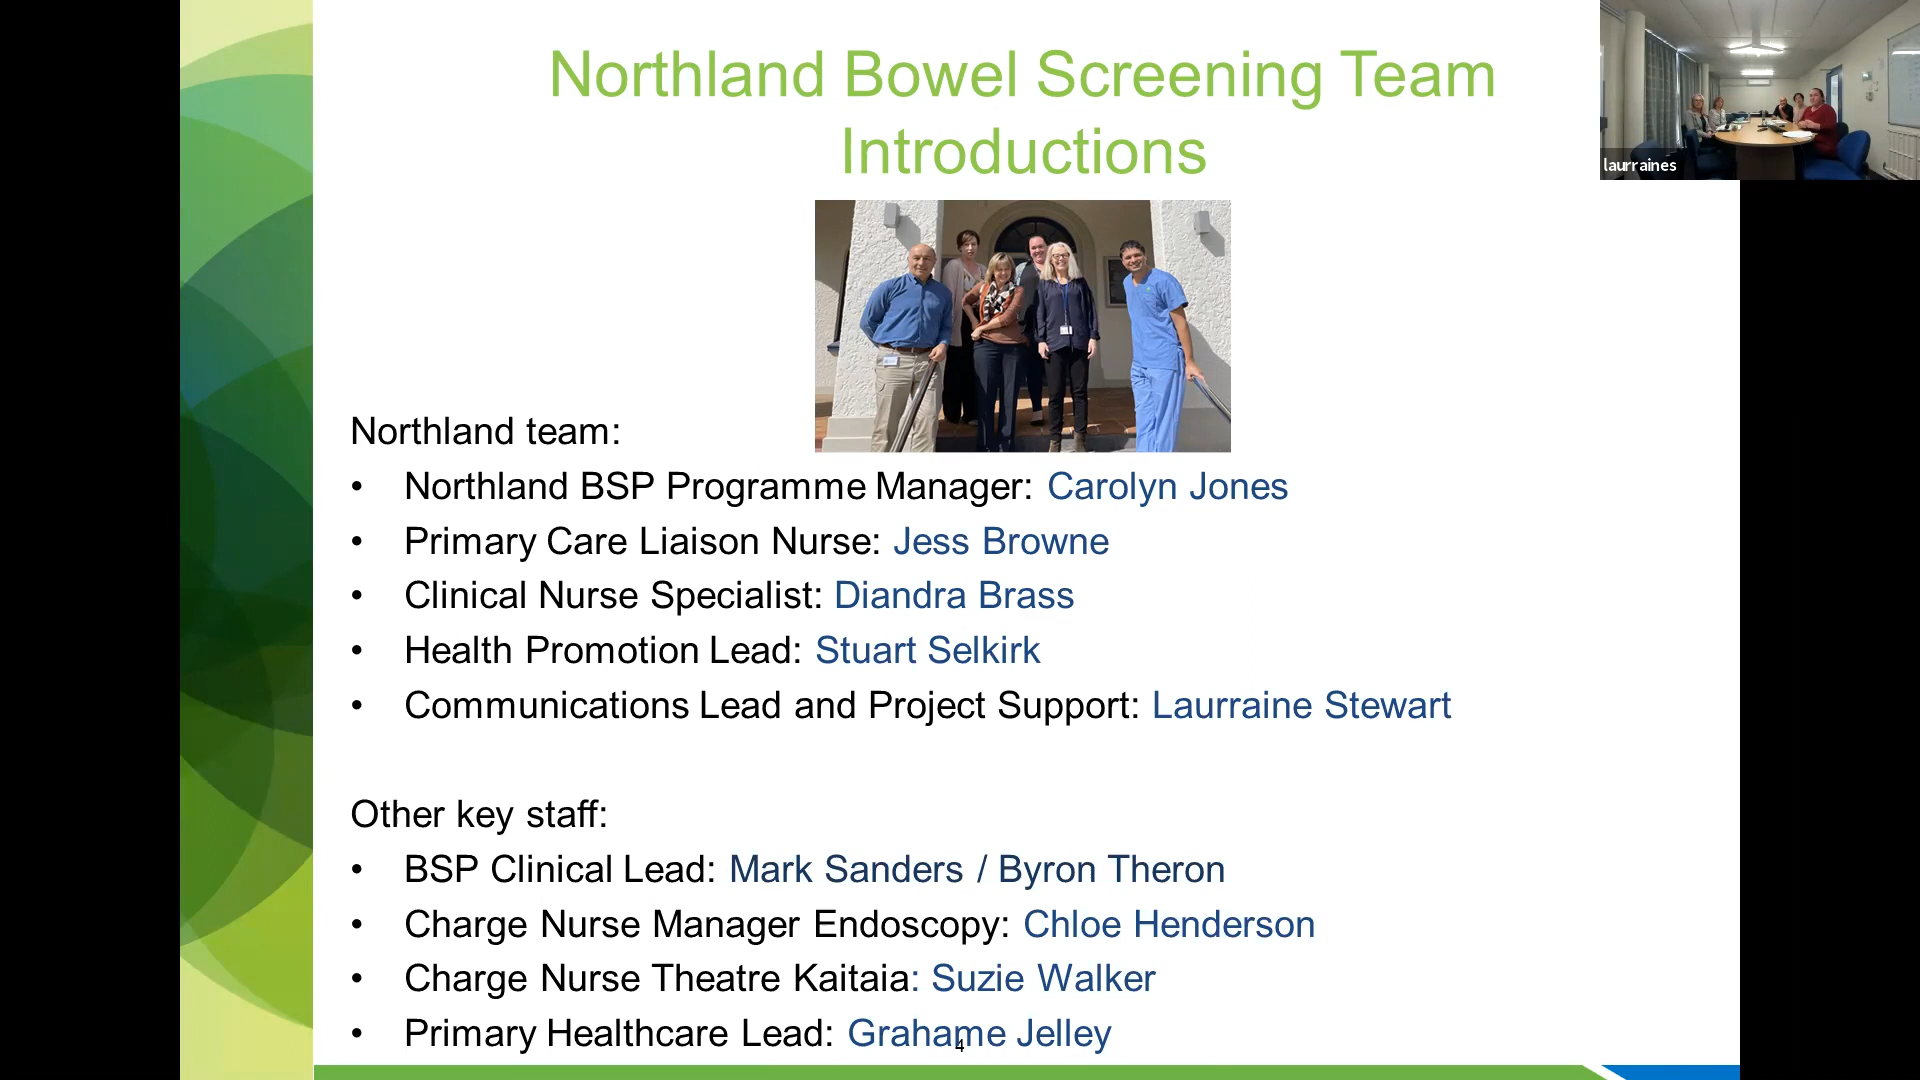 Northland Bowel Screening Team
Introductions
laurraines
Northland team:
• Northland BSP Programme Manager: Carolyn Jones
• Primary Care Liaison Nurse: Jess Browne
• Clinical Nurse Specialist: Diandra Brass
• Health Promotion Lead: Stuart Selkirk
• Communications Lead and Project Support: Laurraine Stewart
Other key staff:
• BSP Clinical Lead: Mark Sanders / Byron Theron
• Charge Nurse Manager Endoscopy: Chloe Henderson
• Charge Nurse Theatre Kaitaia: Suzie Walker
• Primary Healthcare Lead: Grahame Jelley
4